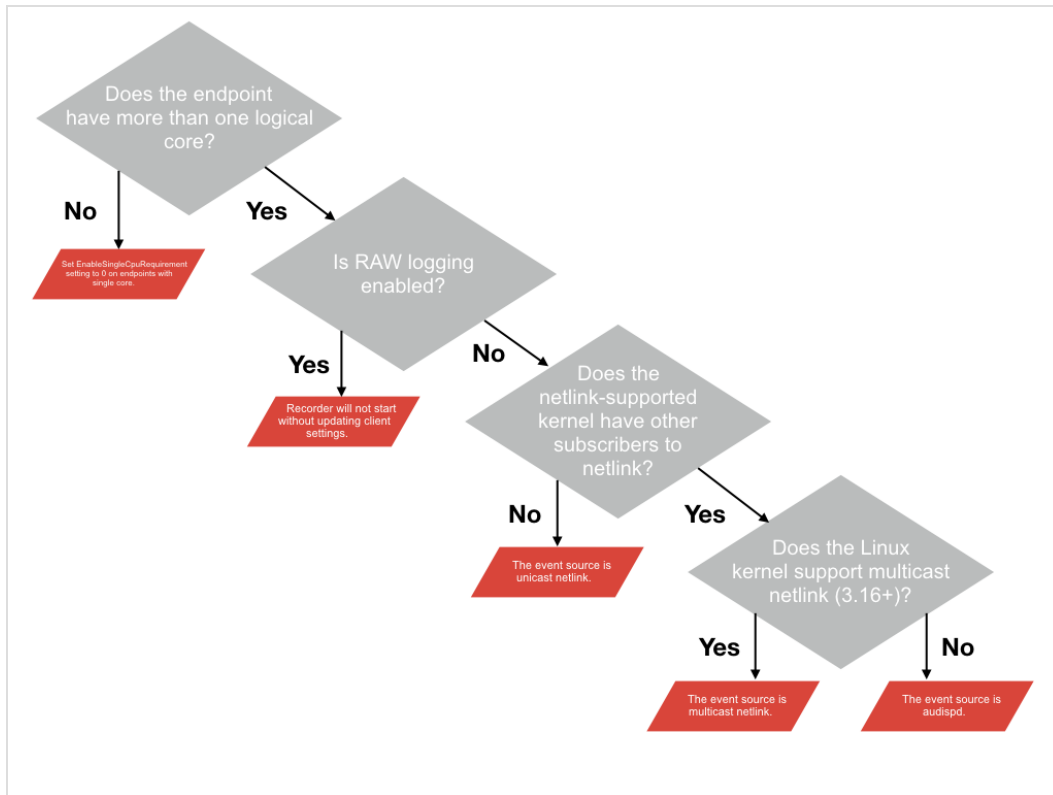 Does the endpoint
have more than one logical
core?
No
Yes
Set EnableSingleCpuRequirement
setting to 0 on endpoints with
single core.
Is RAW logging
enabled?
Yes
No
Recorder will not start
without updating client
settings.
Does the
netlink-supported
kernel have other
subscribers to
netlink?
No
Yes
The event source is
unicast netlink.
Does the Linux
kernel support multicast
netlink (3.16+)?
Yes
No
The event source is
multicast netlink.
The event source is
audispd.